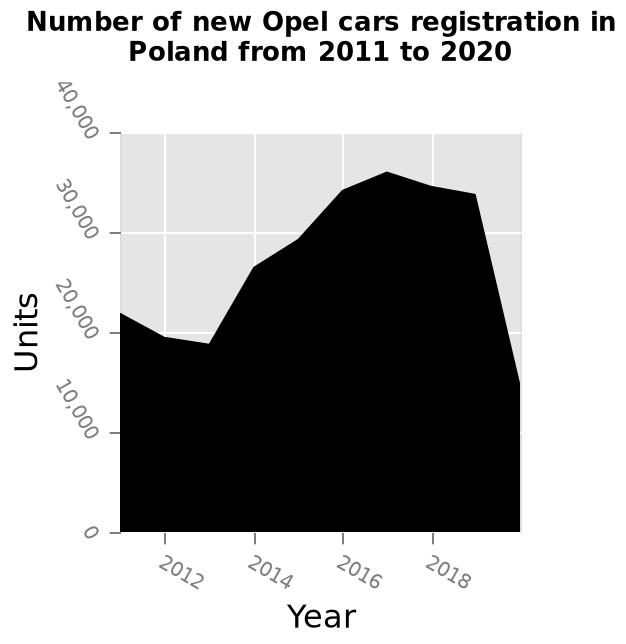 Number of new Opel cars registration in
Poland from 2011 to 2020
40,000
30,000
20,000
10,000
0
Units
2012
2014
2016
2018
Year